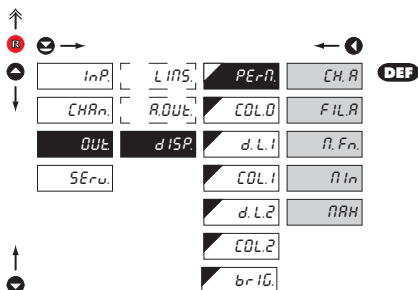 R
DEF
InP. LIMS. PErM. CH. A
CHAn. A.OUt. COL.0 FIL.A
OUt. dISP. d. L.1 M. Fn.
SErv. COL.1 MIn
d. L.2 MAH
COL.2
brIG.